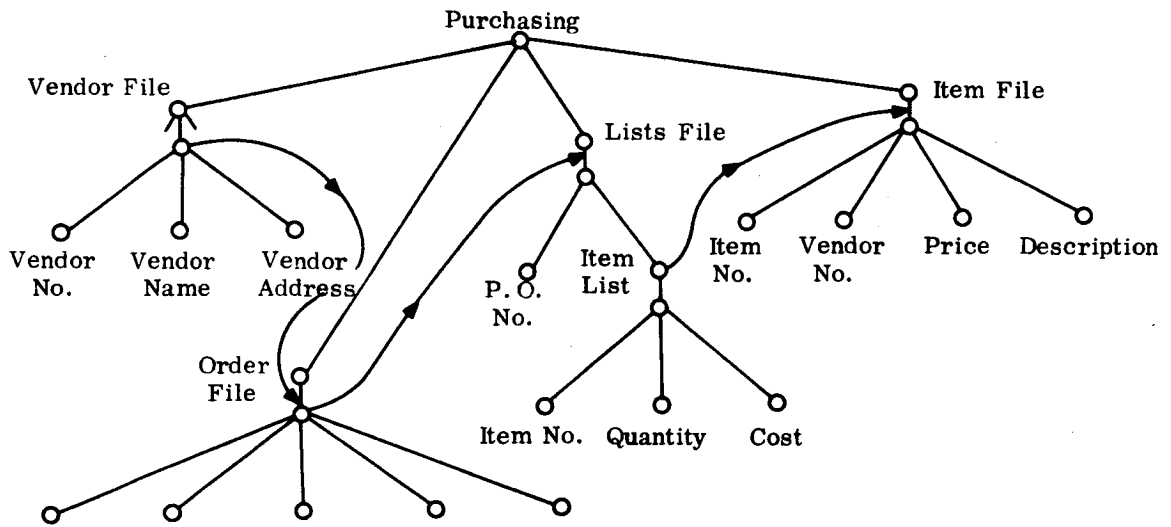 Purchasing
Vendor File
Item File
Lists File
Vendor
No.
Vendor
Name
Vendor
Address
Item
List
P. O.
No.
Item
No.
Vendor
No.
Price
Description
Order
File
Item No.
Quantity
Cost